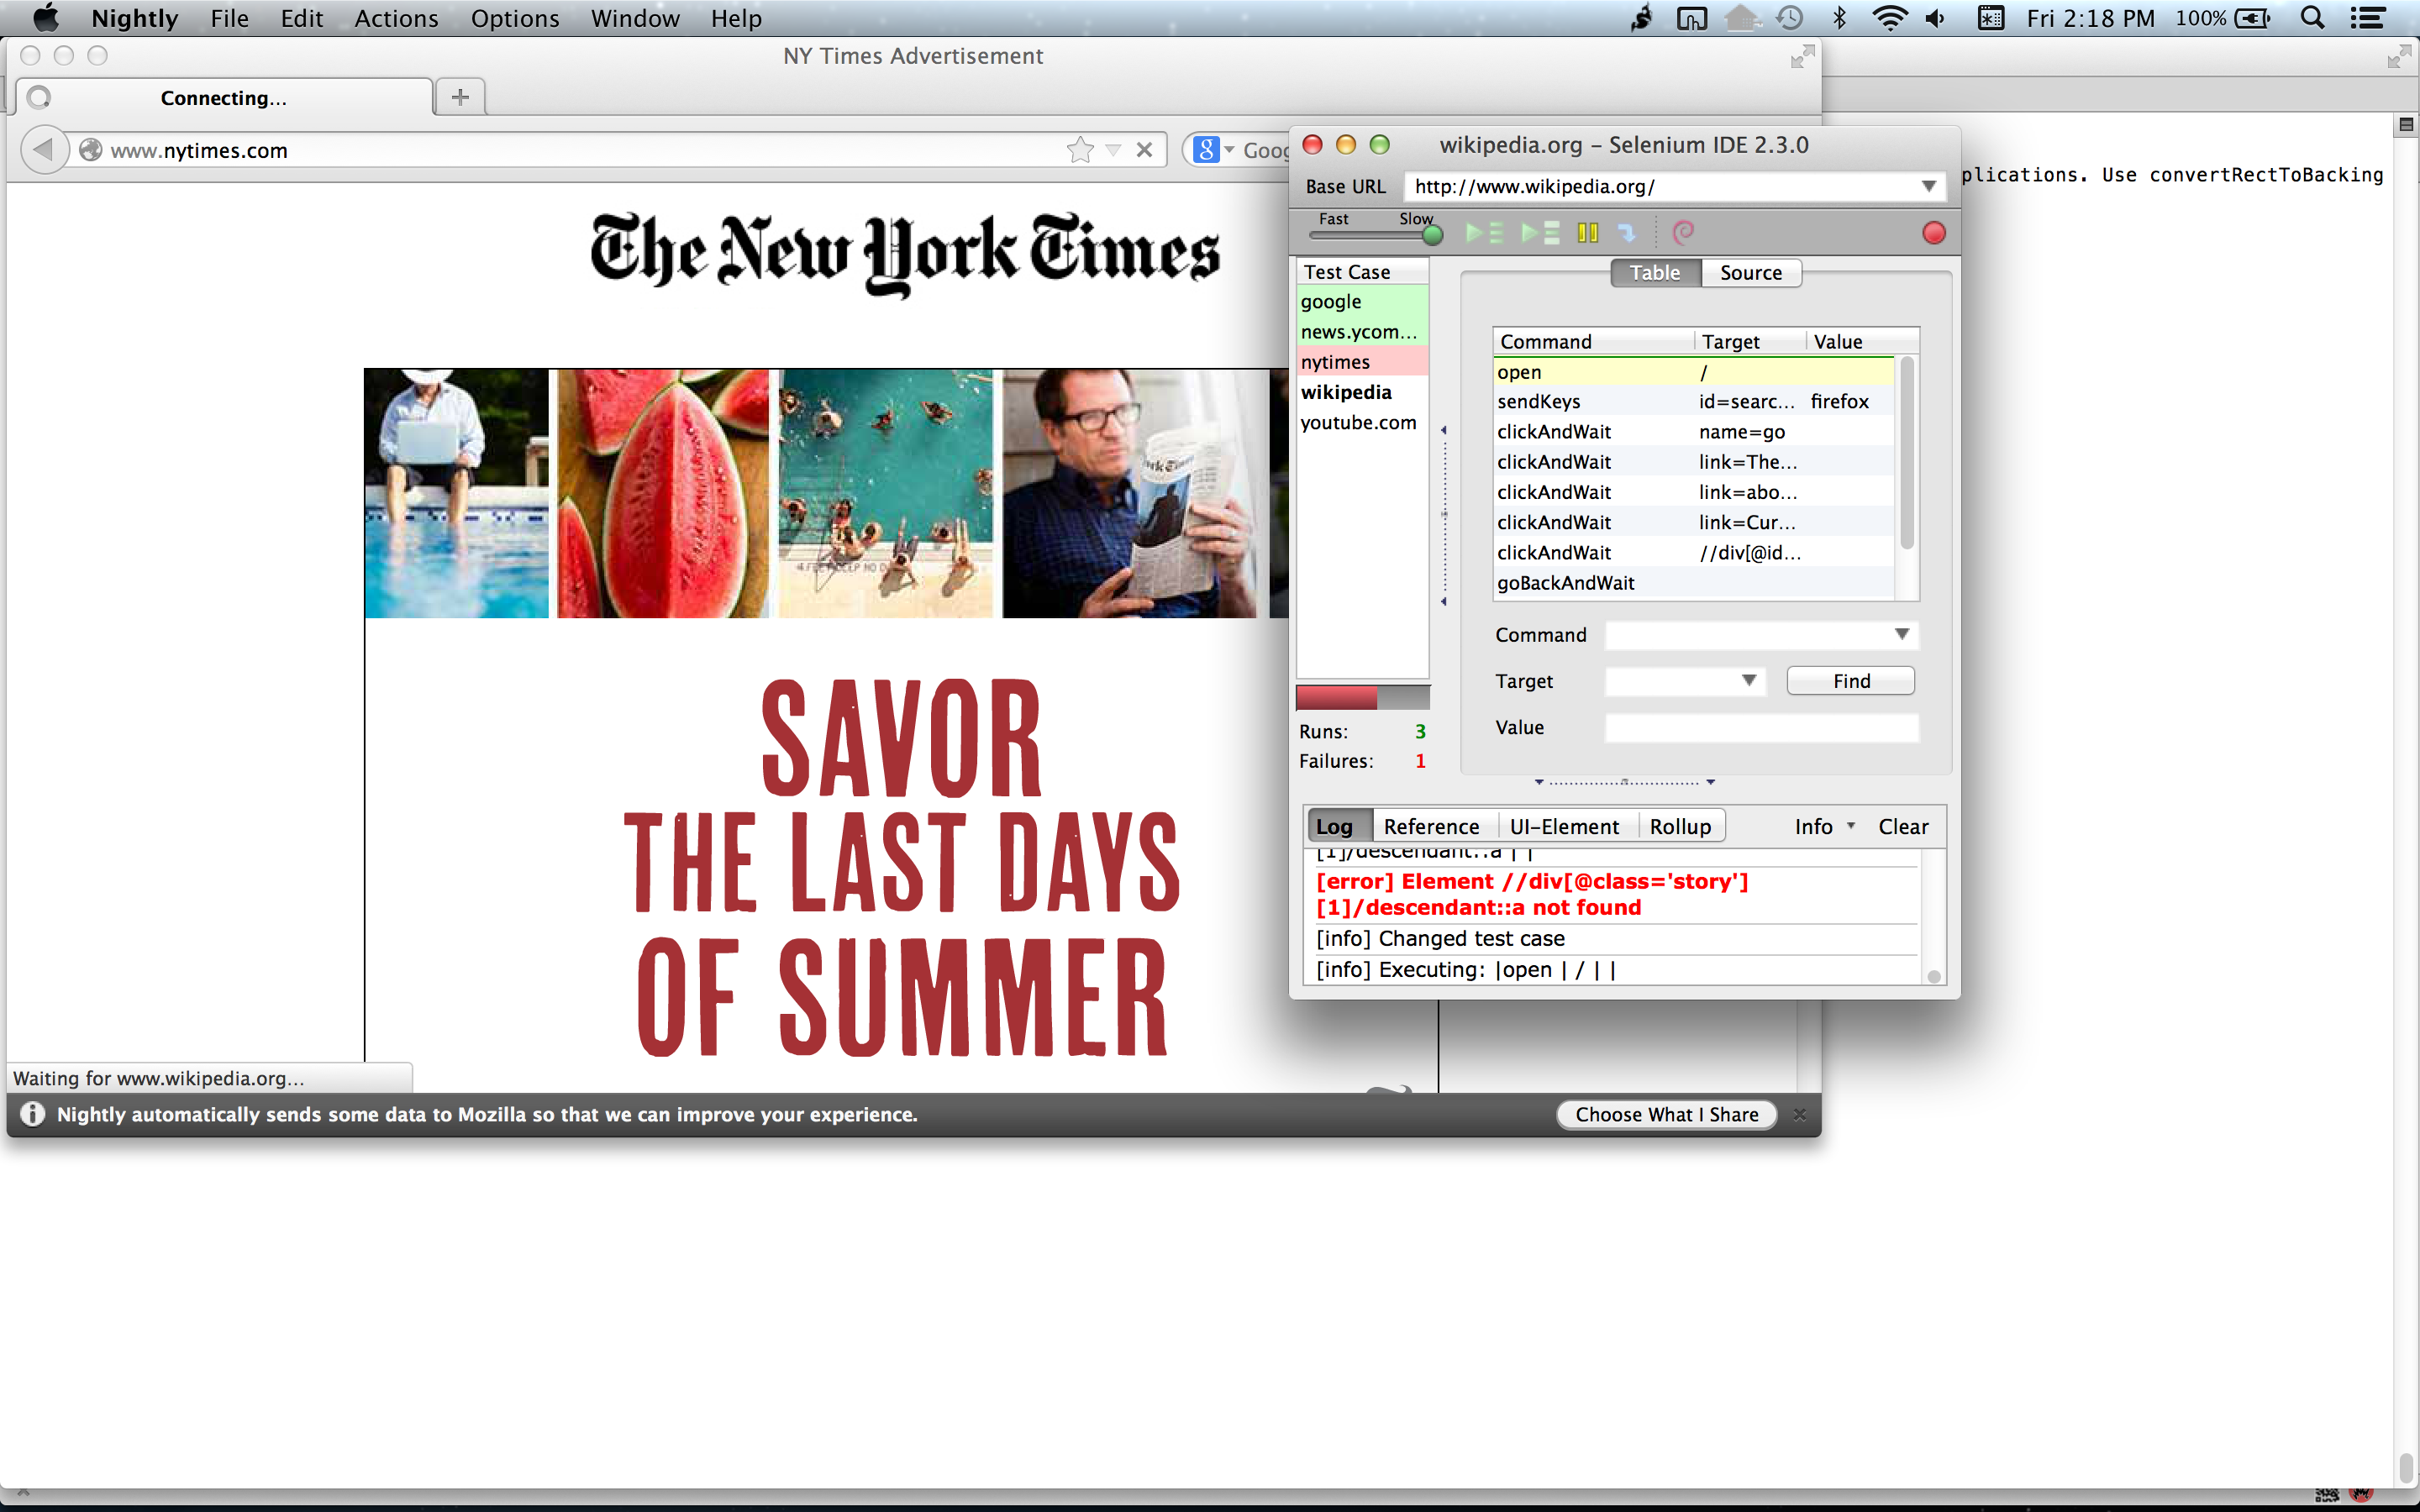 Nightly File Edit Actions Options Window Help Fri 2:18 PM 100%
NY Times Advertisement
Connecting...
www.nytimes.com
Goog
The New York Times
SAVOR
THE LAST DAYS
OF SUMMER
Waiting for www.wikipedia.org...
Nightly automatically sends some data to Mozilla so that we can improve your experience. Choose What I Share
wikipedia.org – Selenium IDE 2.3.0
Base URL http://www.wikipedia.org/
Fast Slow
Test Case
google
news.ycom...
nytimes
wikipedia
youtube.com
Runs: 3
Failures: 1
Table Source
Command Target Value
open /
sendKeys id=searc... firefox
clickAndWait name=go
clickAndWait link=The...
clickAndWait link=abo...
clickAndWait link=Cur...
clickAndWait //div[@id...
goBackAndWait
Command
Target Find
Value
Log Reference UI-Element Rollup Info Clear
[1]/descendant::a | |
[error] Element //div[@class='story']
[1]/descendant::a not found
[info] Changed test case
[info] Executing: |open | / | |
plications. Use convertRectToBacking